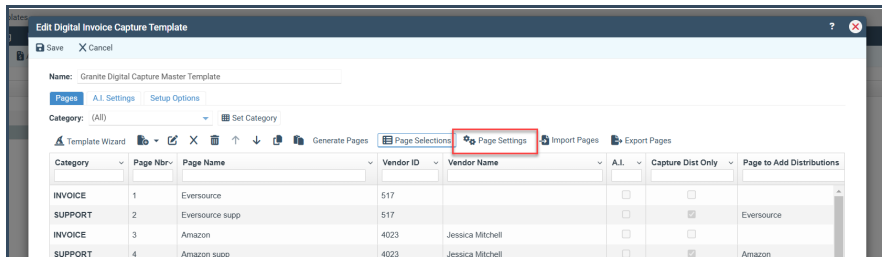 lates
Edit Digital Invoice Capture Template ?
Save X Cancel
Name: Granite Digital Capture Master Template
Pages A.I. Settings Setup Options
Category: (All) Set Category
Template Wizard Generate Pages Page Selections Page Settings Import Pages Export Pages
Category Page Nbr Page Name Vendor ID Vendor Name A.I. Capture Dist Only Page to Add Distributions
INVOICE 1 Eversource 517
SUPPORT 2 Eversource supp 517 Eversource
INVOICE 3 Amazon 4023 Jessica Mitchell
SUPPORT 4 Amazon supp 4023 Jessica Mitchell Amazon